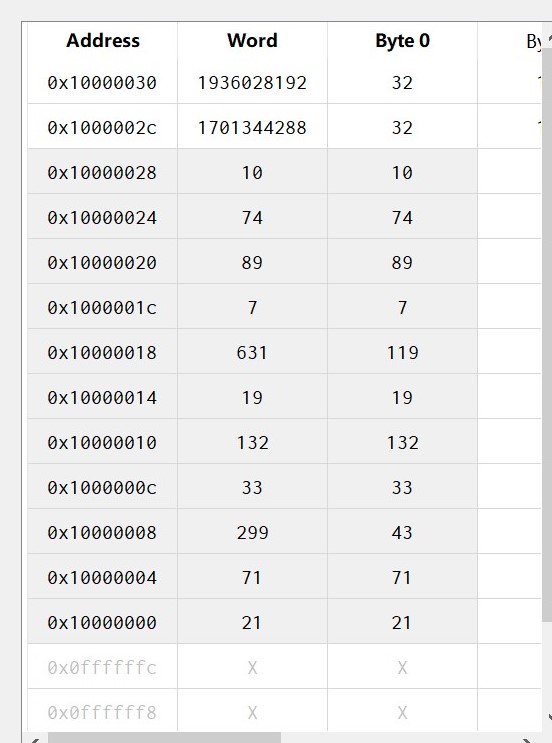 Address Word Byte 0 By
0x10000030 1936028192 32
0x1000002c 1701344288 32
0x10000028 10 10
0x10000024 74 74
0x10000020 89 89
0x1000001c 7 7
0x10000018 631 119
0x10000014 19 19
0x10000010 132 132
0x1000000c 33 33
0x10000008 299 43
0x10000004 71 71
0x10000000 21 21
0x0ffffffc X X
0x0ffffff8 X X